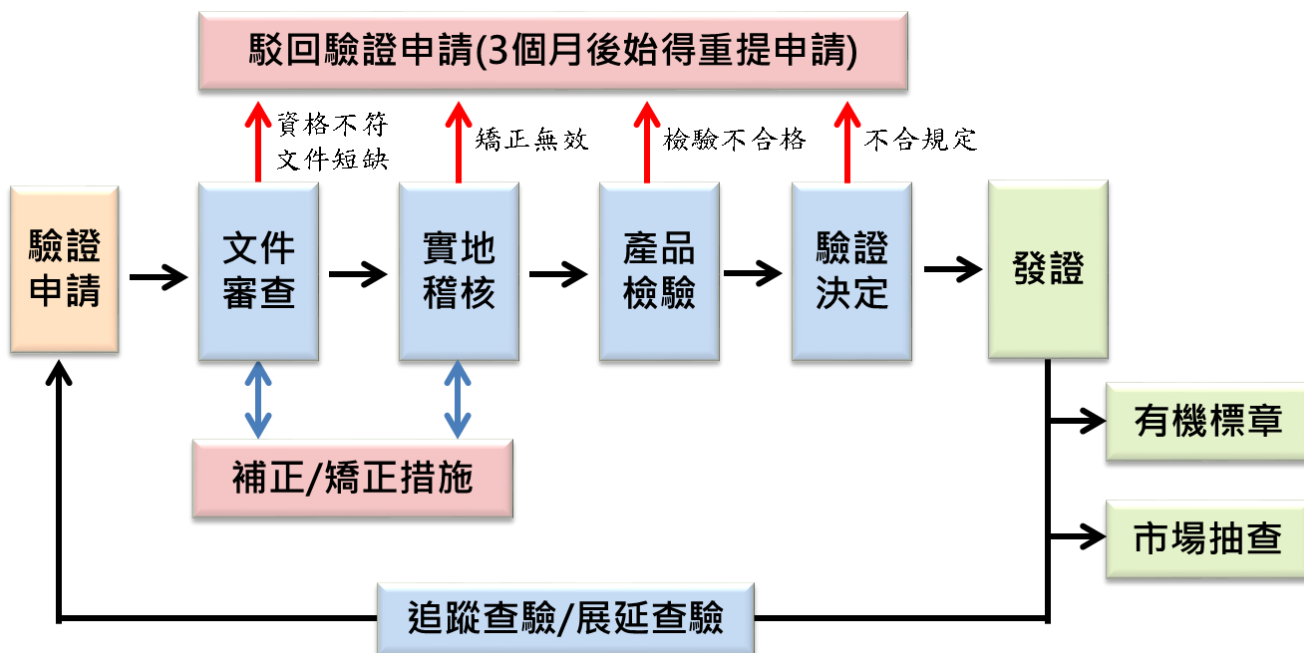 駁回驗證申請(3個月後始得重提申請)
資格不符
文件短缺
矯正無效
檢驗不合格
不合規定
驗證
申請
文件
審查
實地
稽核
產品
檢驗
驗證
決定
發證
補正/矯正措施
有機標章
市場抽查
追蹤查驗/展延查驗